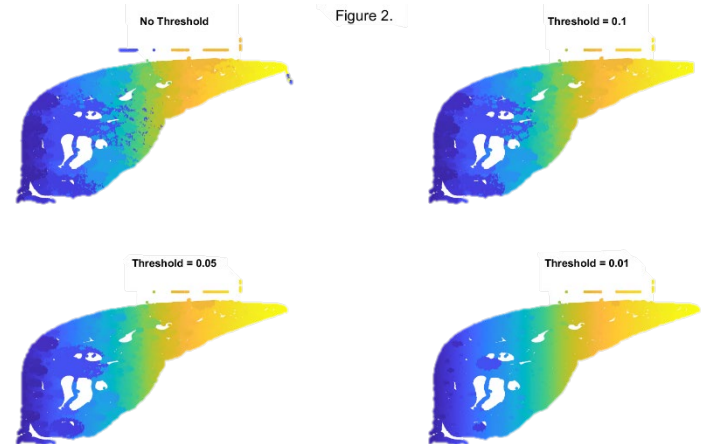 Figure 2.
No Threshold
Threshold = 0.1
Threshold = 0.05
Threshold = 0.01